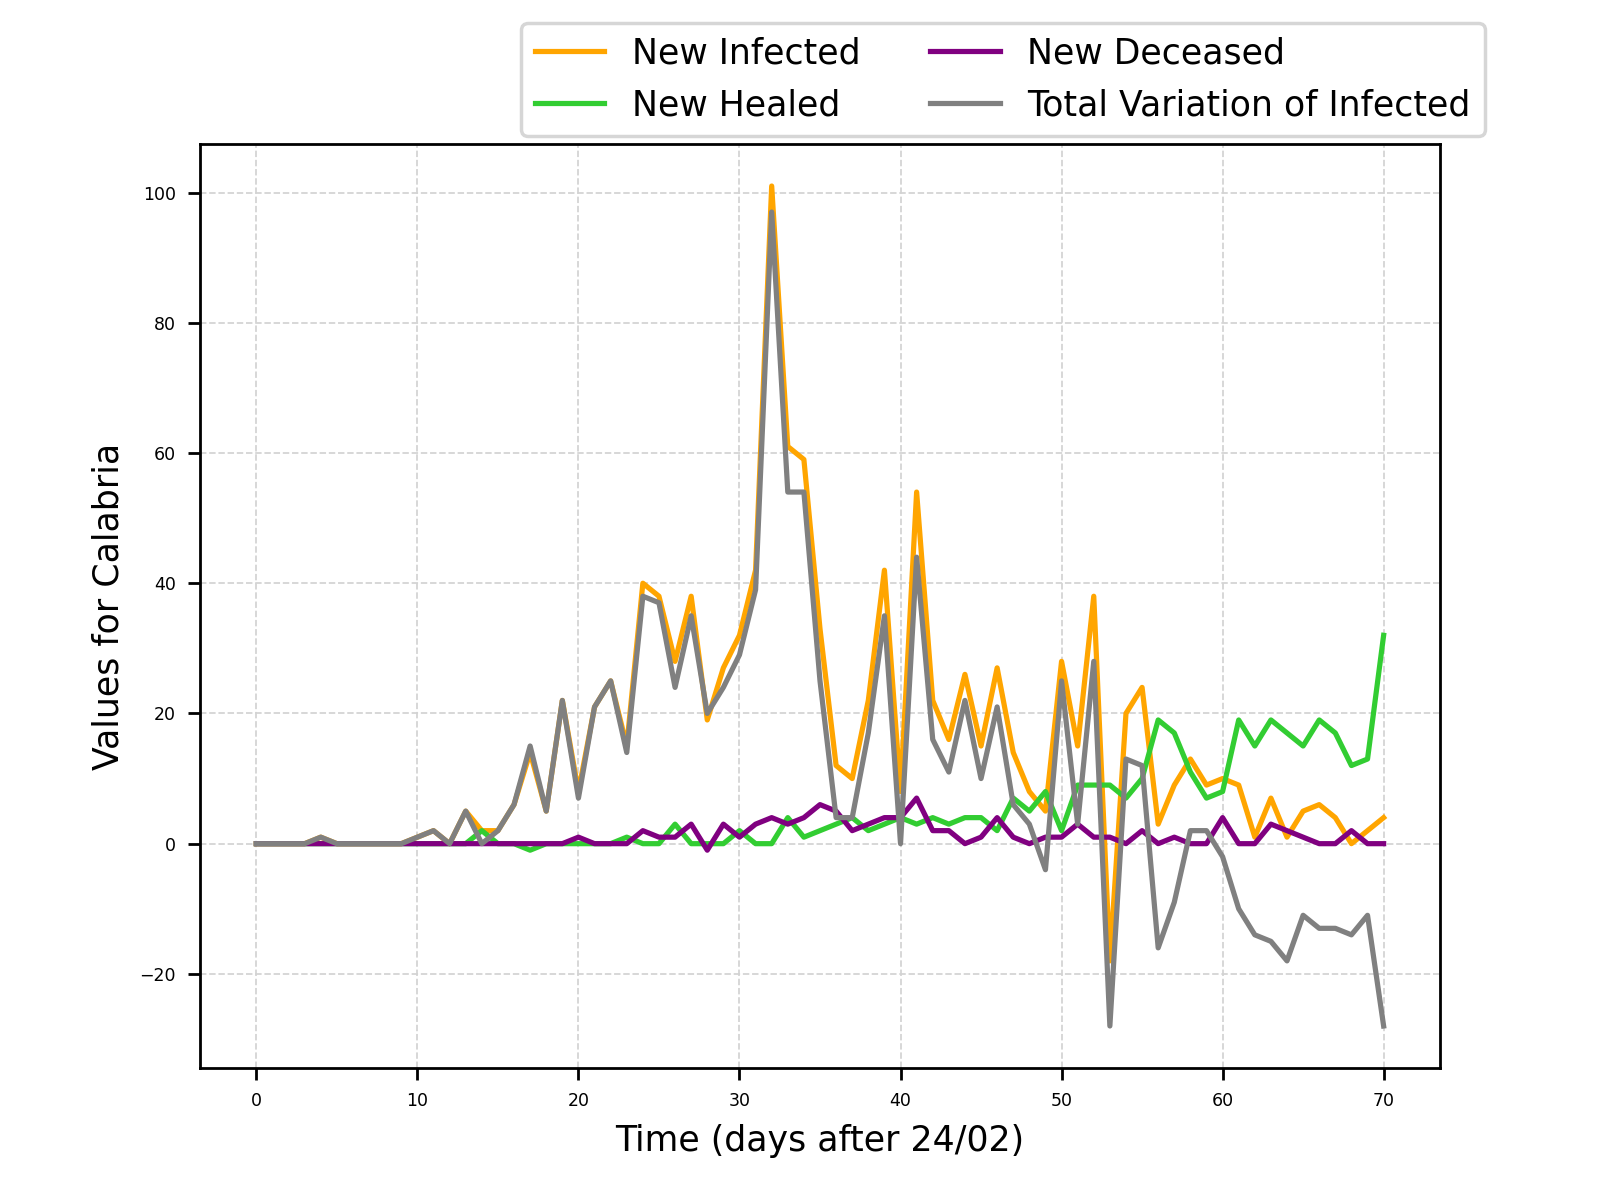 New Infected
New Healed
New Deceased
Total Variation of Infected
Values for Calabria
100
80
60
40
20
0
−20
0 10 20 30 40 50 60 70
Time (days after 24/02)